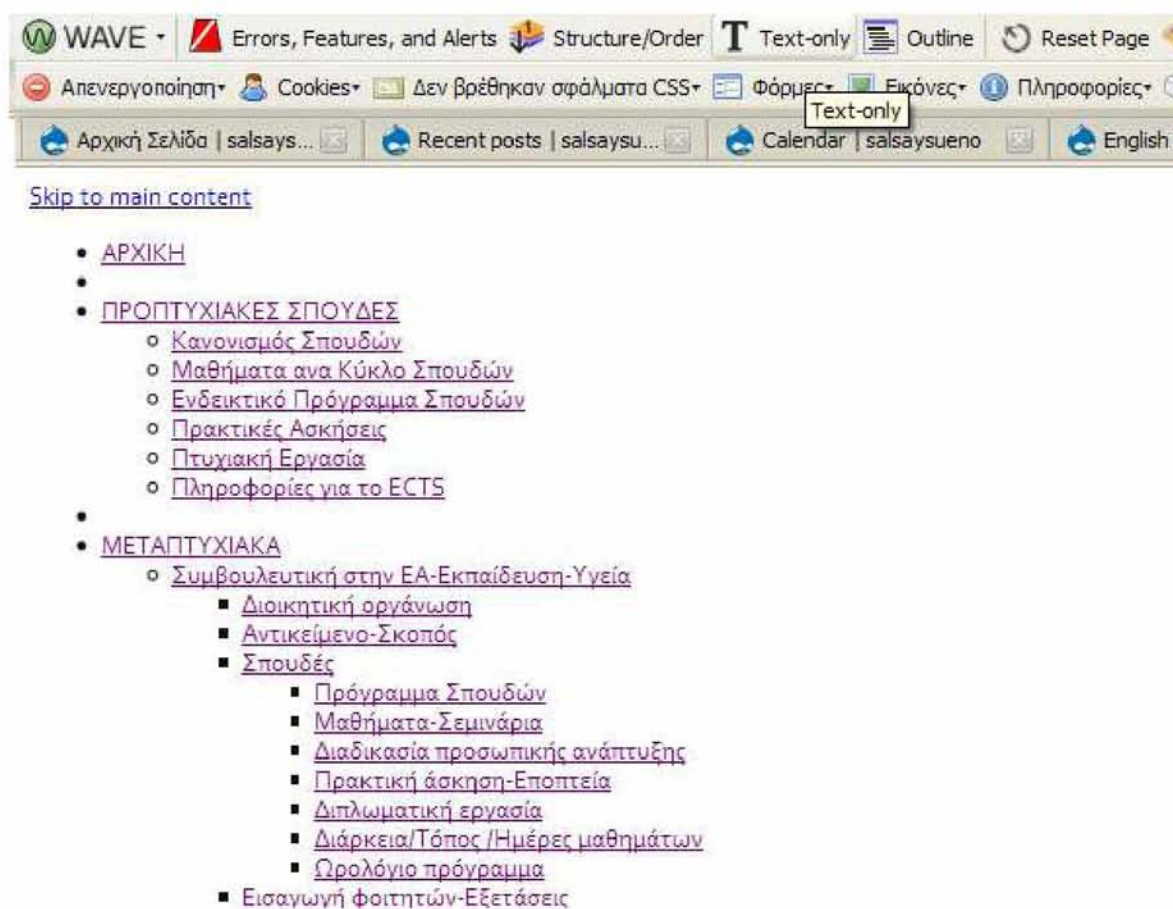 WAVE Errors, Features, and Alerts Structure/Order Text-only Outline Reset Page
Απενεργοποίηση Cookies Δεν βρέθηκαν σφάλματα CSS Φόρμες Εικόνες Πληροφορίες
Text-only
Αρχική Σελίδα | salsays... Recent posts | salsaysu... Calendar | salsaysueno English
Skip to main content
ΑΡΧΙΚΗ
ΠΡΟΠΤΥΧΙΑΚΕΣ ΣΠΟΥΔΕΣ
Κανονισμός Σπουδών
Μαθήματα ανα Κύκλο Σπουδών
Ενδεικτικό Πρόγραμμα Σπουδών
Πρακτικές Ασκήσεις
Πτυχιακή Εργασία
Πληροφορίες για το ECTS
ΜΕΤΑΠΤΥΧΙΑΚΑ
Συμβουλευτική στην ΕΑ-Εκπαίδευση-Υγεία
Διοικητική οργάνωση
Αντικείμενο-Σκοπός
Σπουδές
Πρόγραμμα Σπουδών
Μαθήματα-Σεμινάρια
Διαδικασία προσωπικής ανάπτυξης
Πρακτική άσκηση-Εποπτεία
Διπλωματική εργασία
Διάρκεια/Τόπος /Ημέρες μαθημάτων
Ωρολόγιο πρόγραμμα
Εισαγωγή φοιτητών-Εξετάσεις